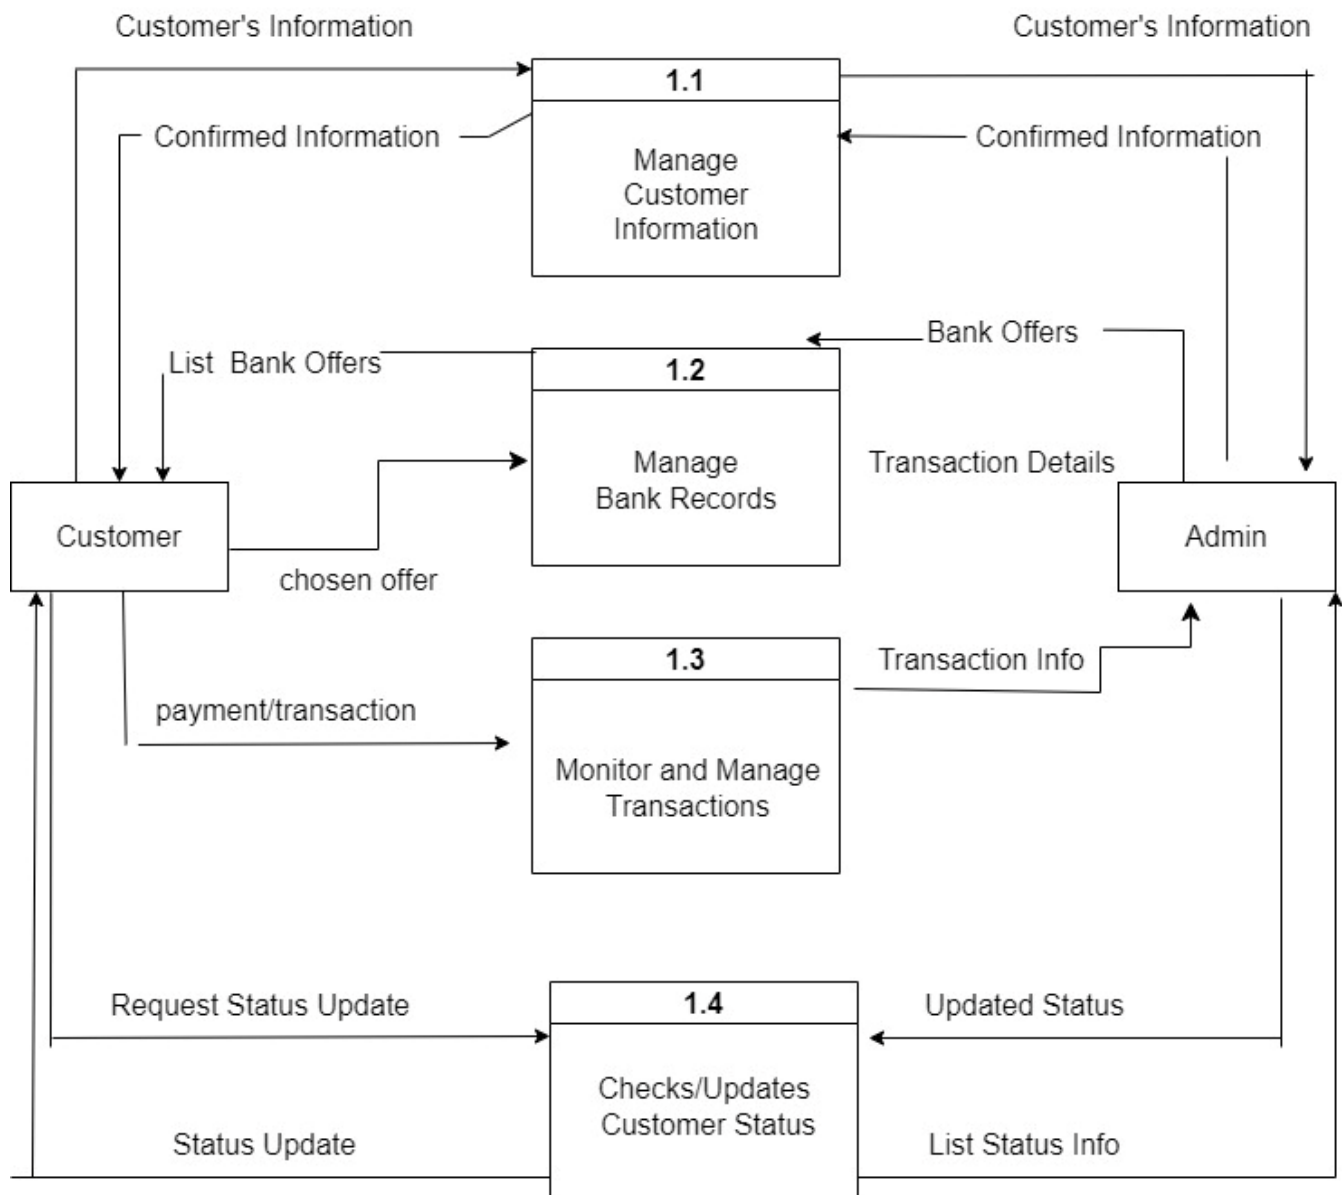 Customer's Information
Customer's Information
1.1
Confirmed Information
Confirmed Information
Manage
Customer
Information
Bank Offers
List  Bank Offers
1.2
Manage
Bank Records
Transaction Details
Customer
Admin
chosen offer
1.3
Transaction Info
payment/transaction
Monitor and Manage
Transactions
Request Status Update
1.4
Updated Status
Checks/Updates
Customer Status
Status Update
List Status Info